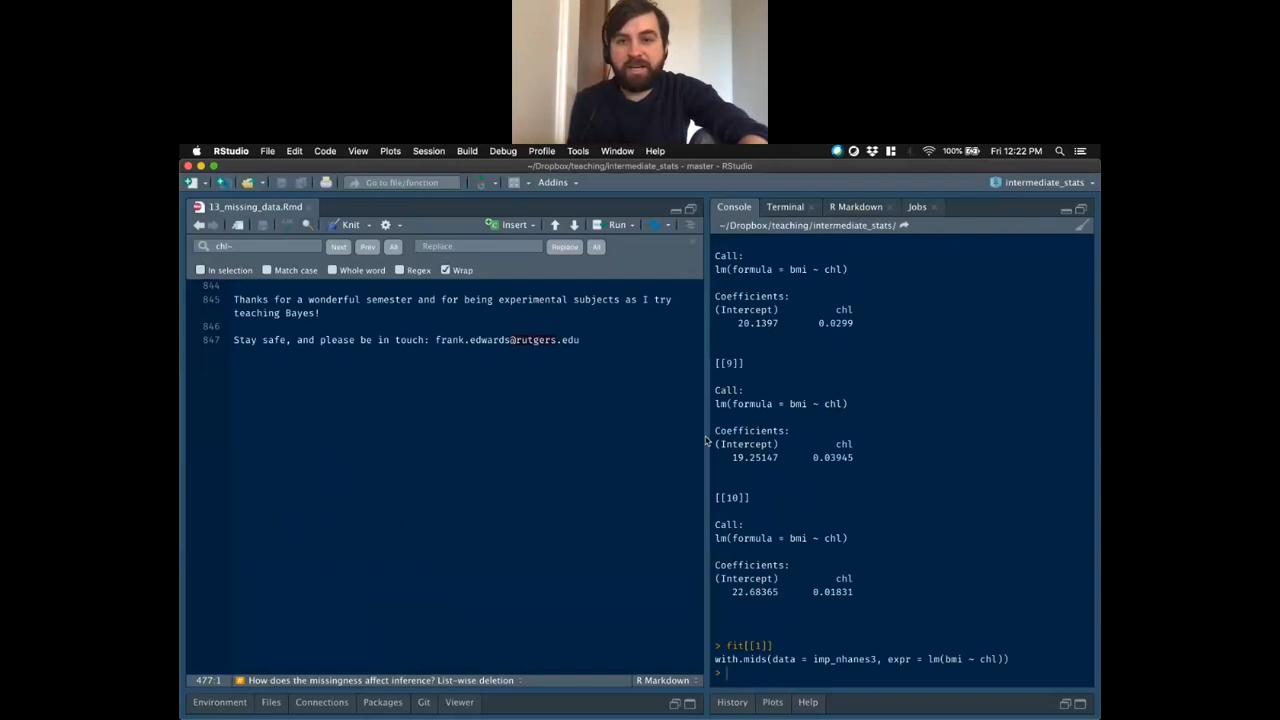 RStudio File Edit Code View Plots Session Build Debug Profile Tools Window Help 100% Fri 12:22 PM
~/Dropbox/teaching/intermediate_stats - master - RStudio
Go to file/function Addins intermediate_stats
13_missing_data.Rmd
Knit Insert Run
chl~ Next Prev All Replace Replace All
In selection Match case Whole word Regex Wrap
844
845 Thanks for a wonderful semester and for being experimental subjects as I try
teaching Bayes!
846
847 Stay safe, and please be in touch: frank.edwards@rutgers.edu
477:1 How does the missingness affect inference? List-wise deletion R Markdown
Environment Files Connections Packages Git Viewer
Console Terminal R Markdown Jobs
~/Dropbox/teaching/intermediate_stats/
Call:
lm(formula = bmi ~ chl)
Coefficients:
(Intercept) chl
20.1397 0.0299
[[9]]
Call:
lm(formula = bmi ~ chl)
Coefficients:
(Intercept) chl
19.25147 0.03945
[[10]]
Call:
lm(formula = bmi ~ chl)
Coefficients:
(Intercept) chl
22.68365 0.01831
> fit[[1]]
with.mids(data = imp_nhanes3, expr = lm(bmi ~ chl))
>
History Plots Help